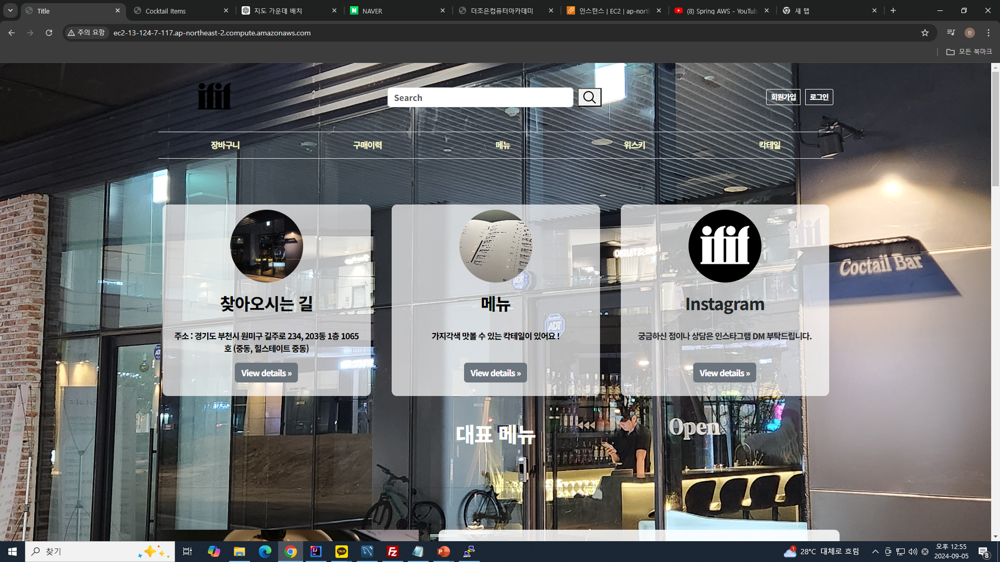 Title
Cocktail Items
지도 가운데 배치
NAVER
더조은컴퓨터아카데미
인스턴스 | EC2 | ap-nort
(8) Spring AWS - YouTub
새 탭
주의 요함
ec2-13-124-7-117.ap-northeast-2.compute.amazonaws.com
민
모든 북마크
ifif
Search
회원가입
로그인
장바구니
구매이력
메뉴
위스키
칵테일
ifif
ifif
ADT
Coctail Bar
찾아오시는 길
메뉴
Instagram
ADT
주소 : 경기도 부천시 원미구 길주로 234, 203동 1층 1065
호 (중동, 힐스테이트 중동)
가지각색 맛볼 수 있는 칵테일이 있어요 !
궁금하신 점이나 상담은 인스타그램 DM 부탁드립니다.
View details »
View details »
View details »
대표 메뉴
Open
찾기
TALK
28°C 대체로 흐림
오후 12:55
2024-09-05
8